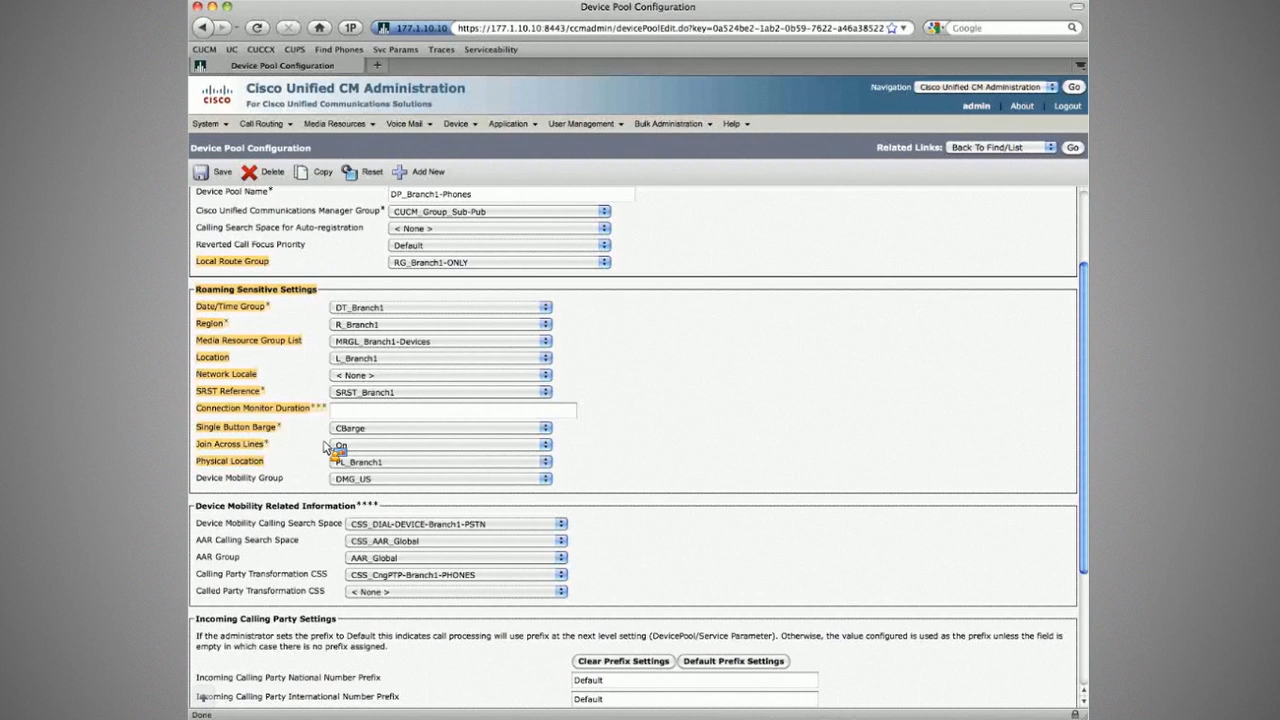 Device Pool Configuration
1P
177.1.10.10
https://177.1.10.10:8443/ccmadmin/devicePoolEdit.do?key=0a524be2-1ab2-0b59-7622-a46a38522
Google
CUCM UC CUCCX CUPS Find Phones Svc Params Traces Serviceability
Device Pool Configuration +
Cisco Unified CM Administration
For Cisco Unified Communications Solutions
CISCO
Navigation Cisco Unified CM Administration Go
admin | About | Logout
System Call Routing Media Resources Voice Mail Device Application User Management Bulk Administration Help
Device Pool Configuration
Related Links: Back To Find/List Go
Save Delete Copy Reset Add New
Device Pool Name* DP_Branch1-Phones
Cisco Unified Communications Manager Group* CUCM_Group_Sub-Pub
Calling Search Space for Auto-registration < None >
Reverted Call Focus Priority Default
Local Route Group RG_Branch1-ONLY
Roaming Sensitive Settings
Date/Time Group* DT_Branch1
Region* R_Branch1
Media Resource Group List MRGL_Branch1-Devices
Location L_Branch1
Network Locale < None >
SRST Reference* SRST_Branch1
Connection Monitor Duration***
Single Button Barge* CBarge
Join Across Lines* On
Physical Location PL_Branch1
Device Mobility Group DMG_US
Device Mobility Related Information****
Device Mobility Calling Search Space CSS_DIAL-DEVICE-Branch1-PSTN
AAR Calling Search Space CSS_AAR_Global
AAR Group AAR_Global
Calling Party Transformation CSS CSS_CngPTP-Branch1-PHONES
Called Party Transformation CSS < None >
Incoming Calling Party Settings
If the administrator sets the prefix to Default this indicates call processing will use prefix at the next level setting (DevicePool/Service Parameter). Otherwise, the value configured is used as the prefix unless the field is
empty in which case there is no prefix assigned.
Clear Prefix Settings Default Prefix Settings
Incoming Calling Party National Number Prefix Default
Incoming Calling Party International Number Prefix Default
Done